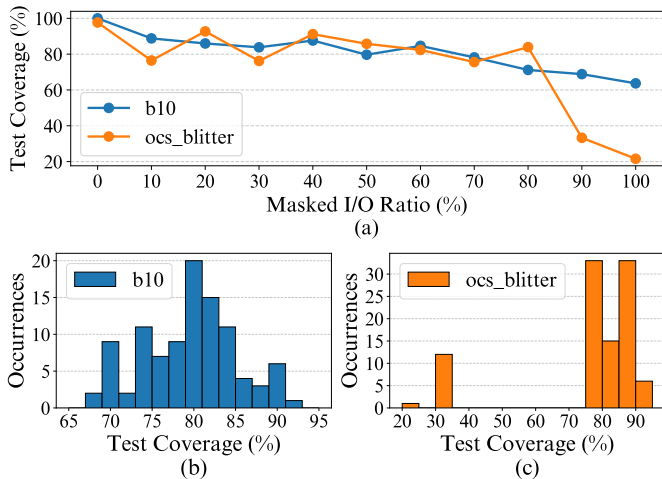 Test Coverage (%)
100
80
60
40
20
b10
ocs_blitter
0 10 20 30 40 50 60 70 80 90 100
Masked I/O Ratio (%)
(a)
Occurrences
20
15
10
5
0
b10
65 70 75 80 85 90 95
Test Coverage (%)
(b)
Occurrences
30
25
20
15
10
5
0
ocs_blitter
20 30 40 50 60 70 80 90
Test Coverage (%)
(c)